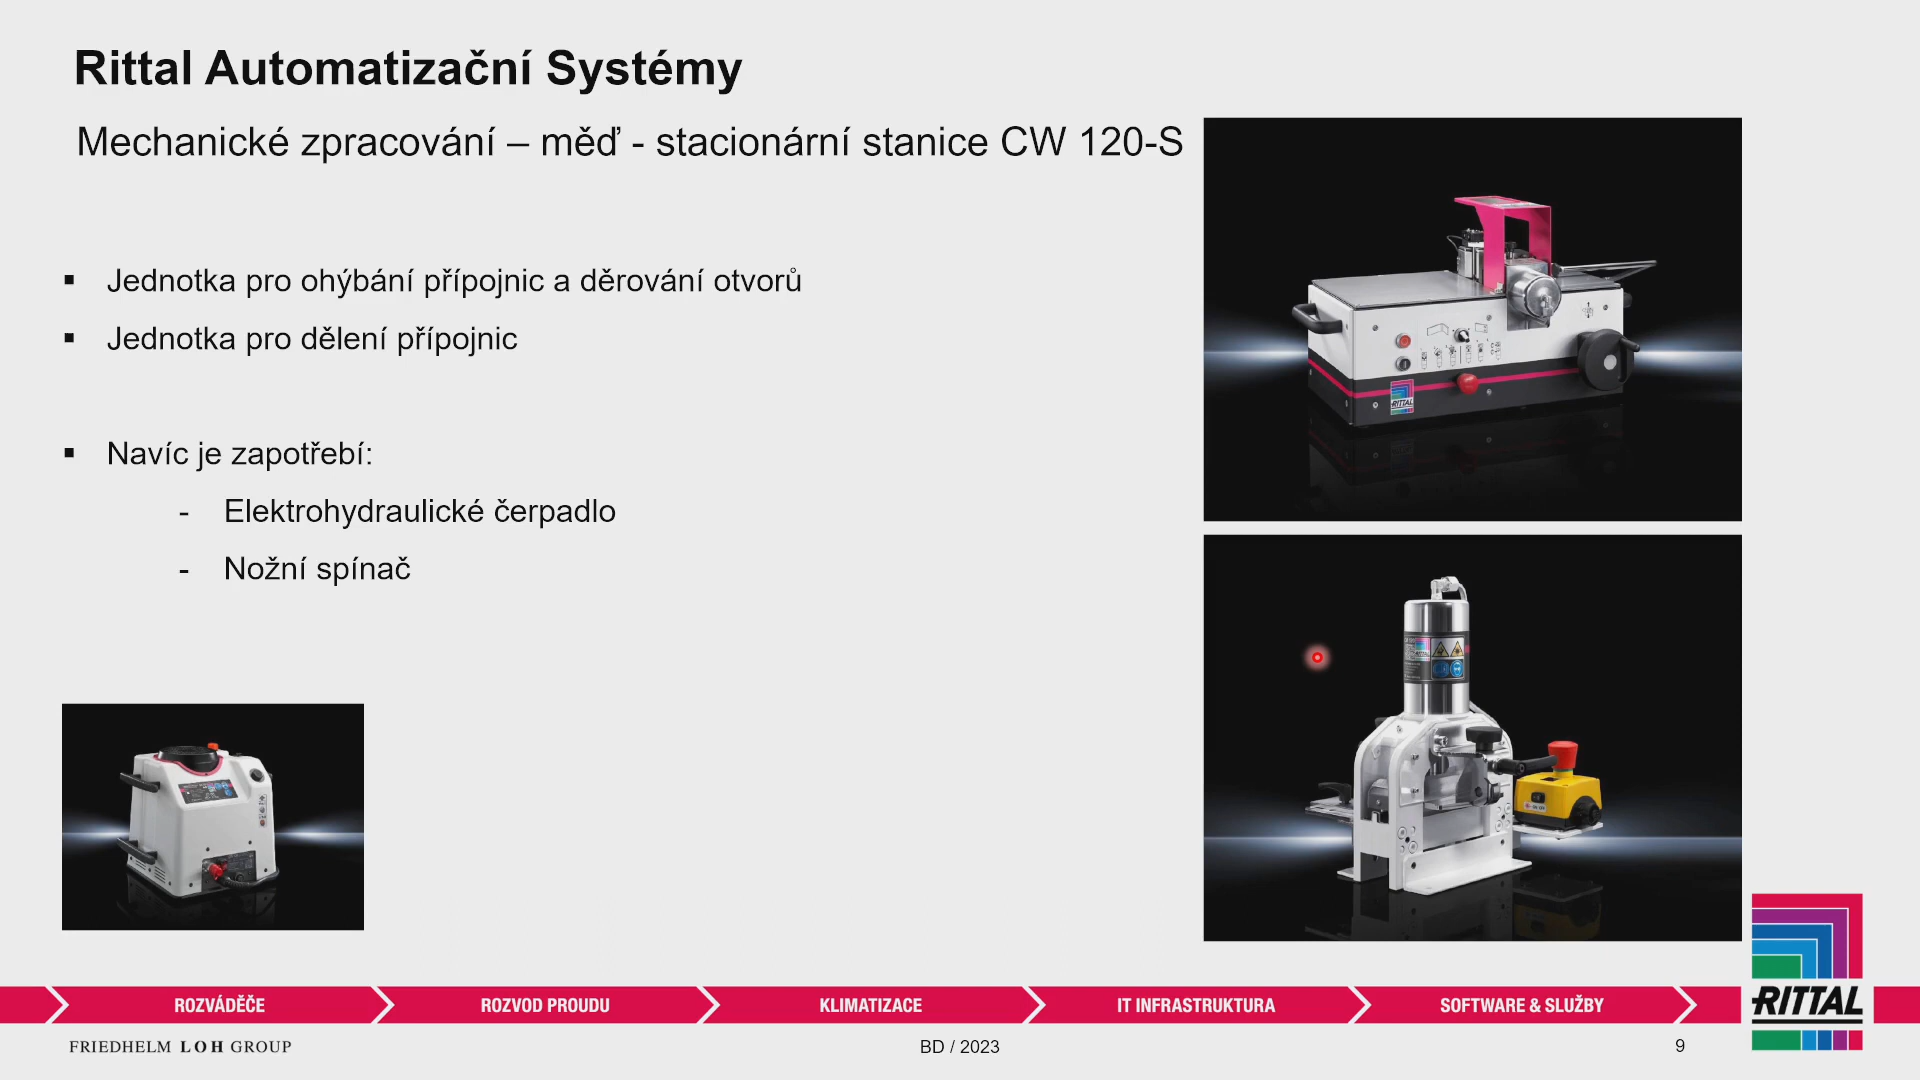 Rittal Automatizační Systémy
Mechanické zpracování – měď - stacionární stanice CW 120-S
▪ Jednotka pro ohýbání přípojnic a děrování otvorů
▪ Jednotka pro dělení přípojnic
▪ Navíc je zapotřebí:
- Elektrohydraulické čerpadlo
- Nožní spínač
RITTAL
ROZVÁDĚČE
ROZVOD PROUDU
KLIMATIZACE
IT INFRASTRUKTURA
SOFTWARE & SLUŽBY
RITTAL
FRIEDHELM LOH GROUP
BD / 2023
9